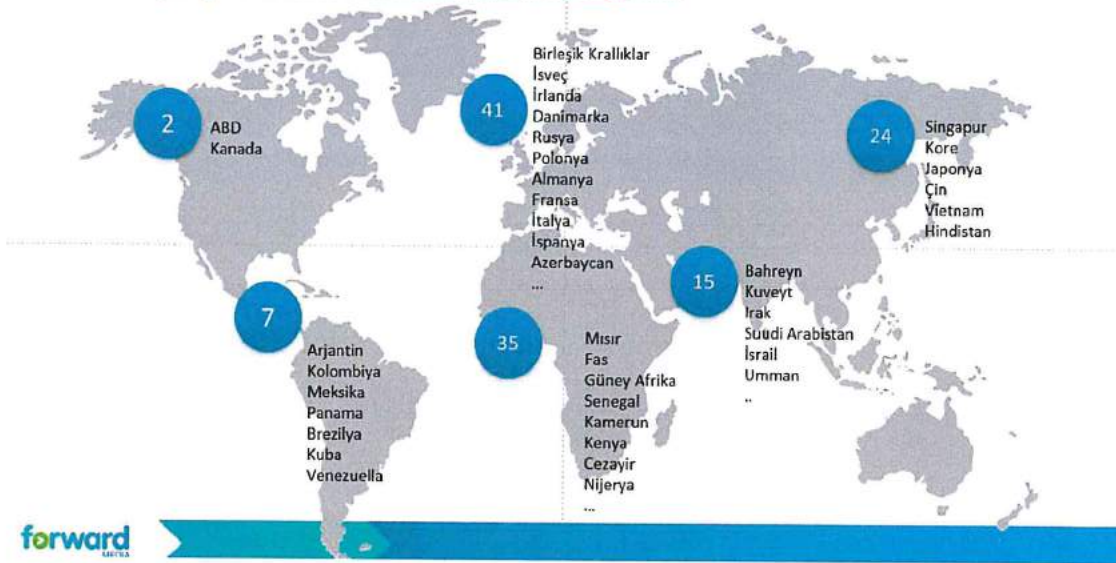 2
ABD
Kanada
41
Birleşik Krallıklar
İsveç
İrlanda
Danimarka
Rusya
Polonya
Almanya
Fransa
İtalya
İspanya
Azerbaycan
...
24
Singapur
Kore
Japonya
Çin
Vietnam
Hindistan
7
Arjantin
Kolombiya
Meksika
Panama
Brezilya
Kuba
Venezuella
35
Mısır
Fas
Güney Afrika
Senegal
Kamerun
Kenya
Cezayir
Nijerya
...
15
Bahreyn
Kuveyt
Irak
Suudi Arabistan
İsrail
Umman
..
forward
MEDIA